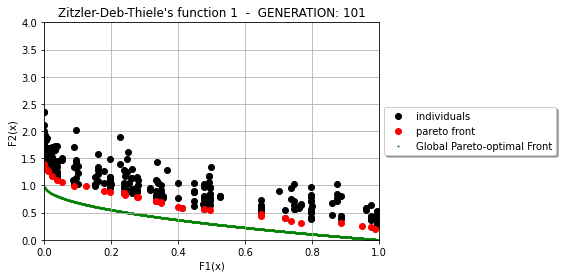 Zitzler-Deb-Thiele's function 1  -  GENERATION: 101
4.0
3.5
3.0
2.5
2.0
1.5
1.0
0.5
0.0
F2(x)
0.0 0.2 0.4 0.6 0.8 1.0
F1(x)
individuals
pareto front
Global Pareto-optimal Front